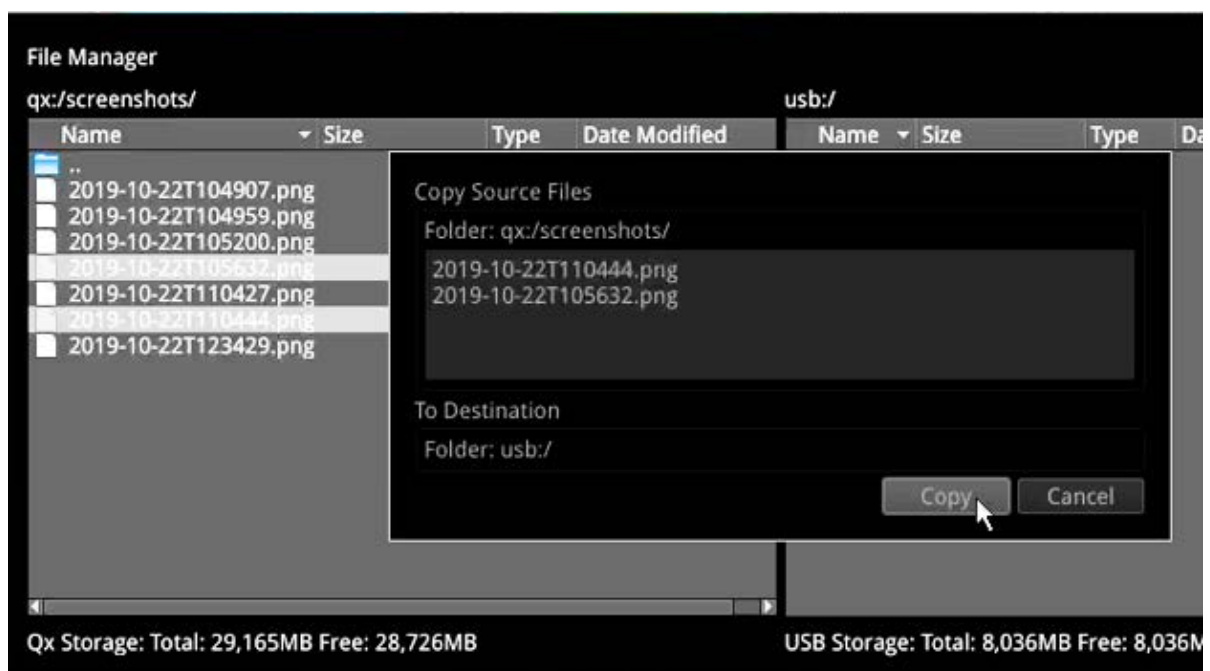 File Manager
qx:/screenshots/
Name Size Type Date Modified
..
2019-10-22T104907.png
2019-10-22T104959.png
2019-10-22T105200.png
2019-10-22T105632.png
2019-10-22T110427.png
2019-10-22T110444.png
2019-10-22T123429.png
Qx Storage: Total: 29,165MB Free: 28,726MB
usb:/
Name Size Type
USB Storage: Total: 8,036MB Free: 8,036M
Copy Source Files
Folder: qx:/screenshots/
2019-10-22T110444.png
2019-10-22T105632.png
To Destination
Folder: usb:/
Copy Cancel